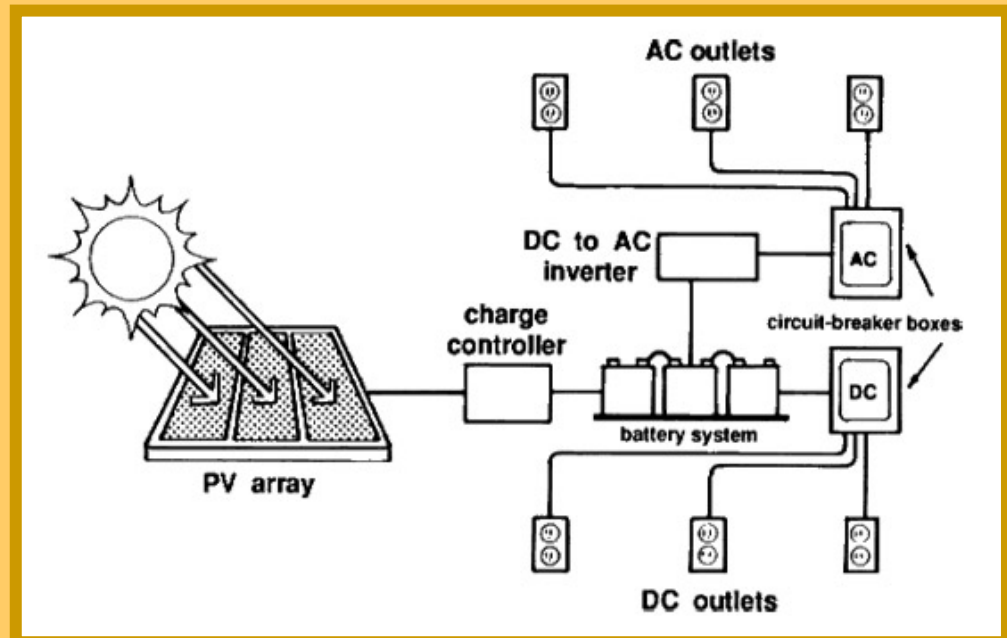 AC outlets
DC to AC
inverter
AC
circuit-breaker boxes
charge
controller
DC
battery system
PV array
DC outlets